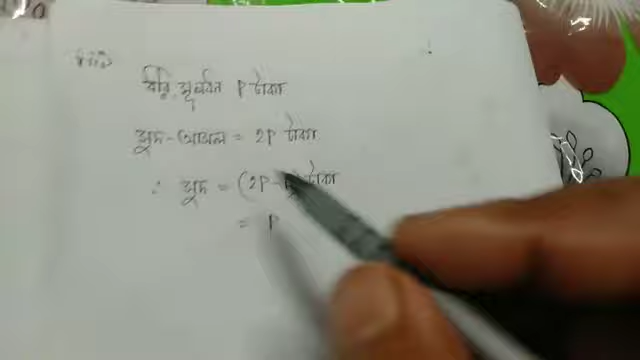 ধরি, মূলধন P টাকা
সুদ-আসল = 2P টাকা
∴ সুদ = (2P - P) টাকা
= P